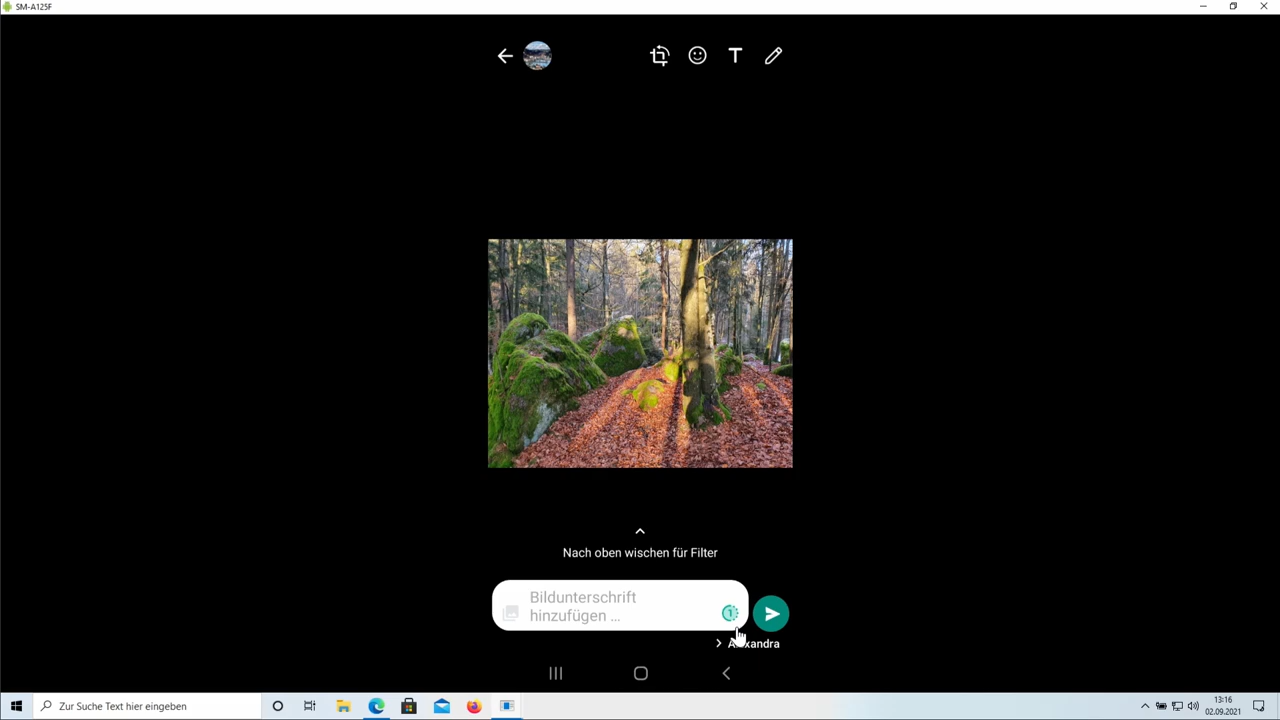 SM-A125F
T
Nach oben wischen für Filter
Bildunterschrift
hinzufügen ...
1
Zur Suche Text hier eingeben
13:16
02.09.2021